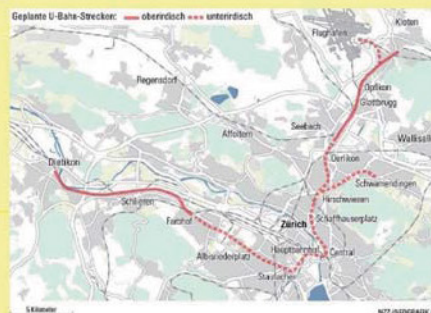 Geplante U-Bahn-Strecken: oberirdisch unterirdisch
Kloten
Flughafen
Regensdorf
Opfikon
Glattbrugg
Seebach
Affoltern
Wallisell
Oerlikon
Dietikon
Schwamendingen
Hirschwiesen
Schlieren
Schaffhauserplatz
Farbhof
Zürich
Hauptbahnhof
Central
Albisriederplatz
Stauffacher
5 Kilometer
NZZ-INFOGRAFIK